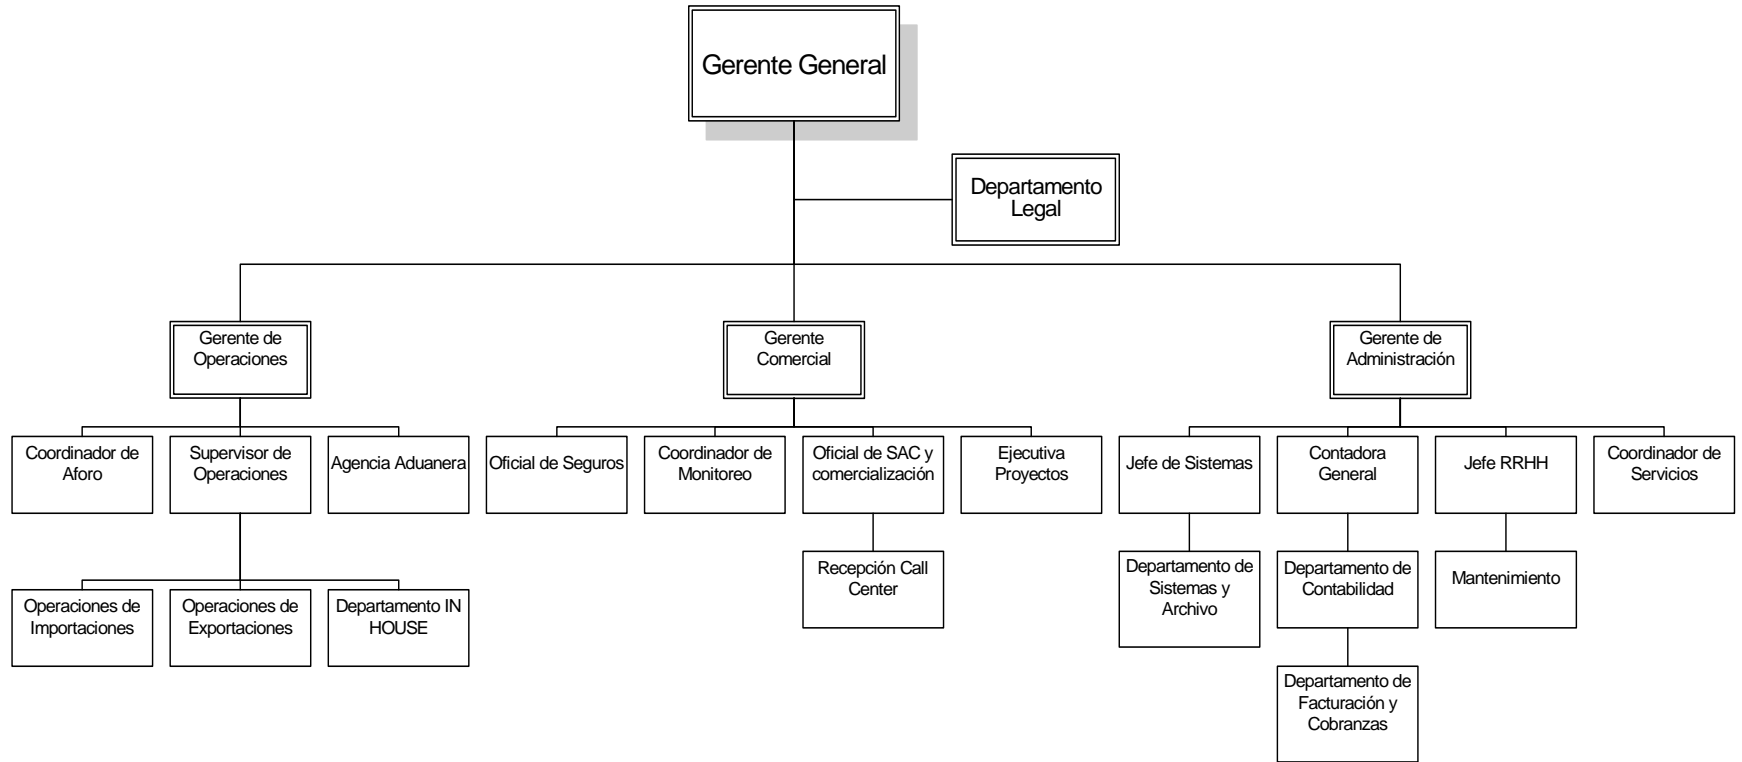 Gerente General
Departamento
Legal
Gerente de
Operaciones
Gerente
Comercial
Gerente de
Administración
Coordinador de
Aforo
Supervisor de
Operaciones
Agencia Aduanera
Oficial de Seguros
Coordinador de
Monitoreo
Oficial de SAC y
comercialización
Ejecutiva
Proyectos
Jefe de Sistemas
Contadora
General
Jefe RRHH
Coordinador de
Servicios
Operaciones de
Importaciones
Operaciones de
Exportaciones
Departamento IN
HOUSE
Recepción Call
Center
Departamento de
Sistemas y
Archivo
Departamento de
Contabilidad
Mantenimiento
Departamento de
Facturación y
Cobranzas